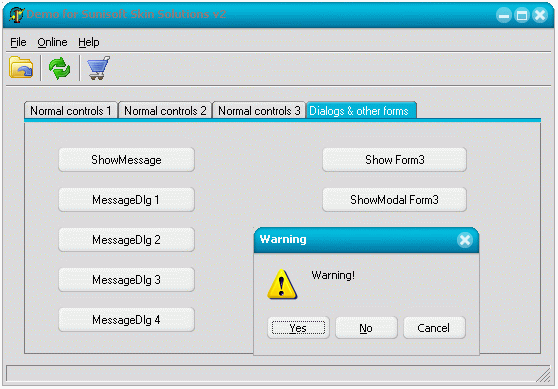 Demo for Sunisoft Skin Solutions v2
File Online Help
Normal controls 1 Normal controls 2 Normal controls 3 Dialogs & other forms
ShowMessage Show Form3
MessageDlg 1 ShowModal Form3
MessageDlg 2
Warning
MessageDlg 3 Warning!
MessageDlg 4 Yes No Cancel